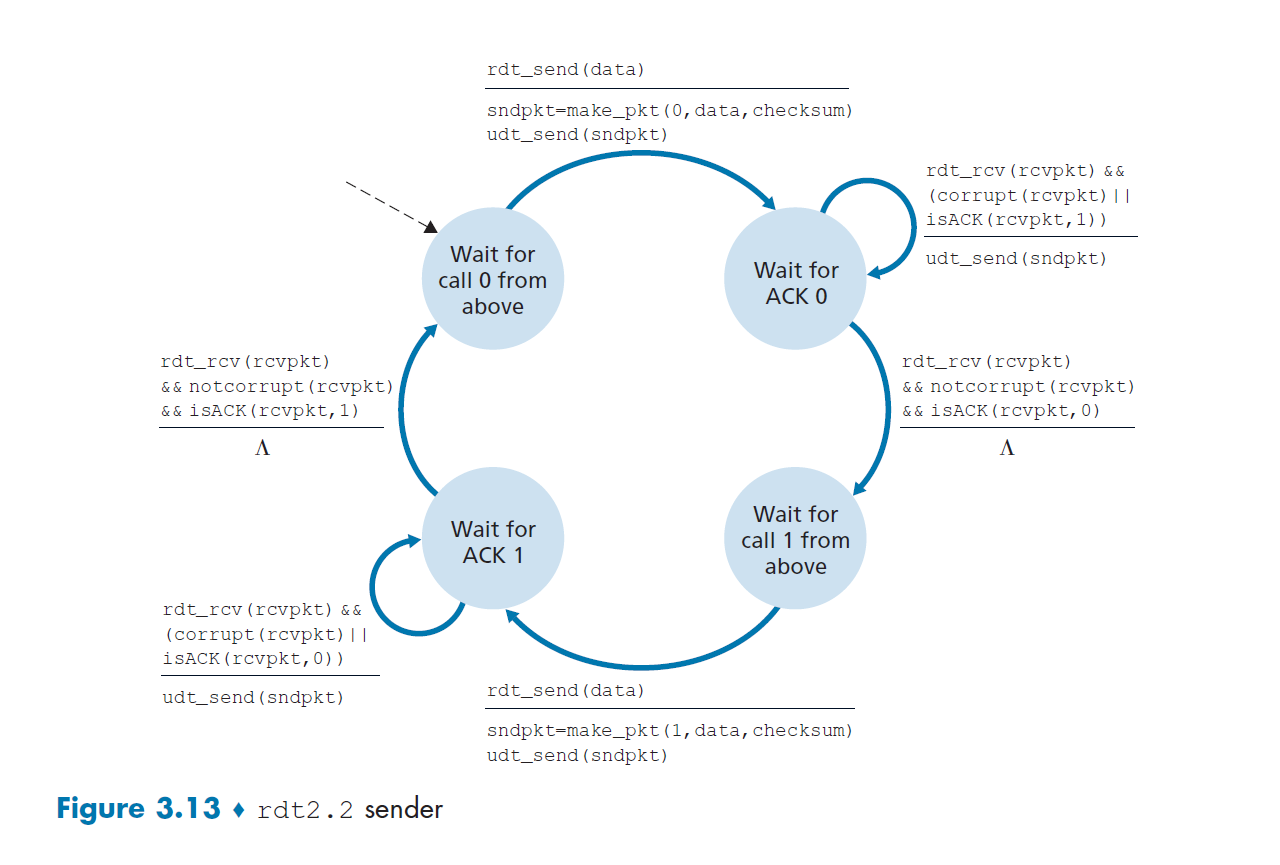 rdt_send(data)
sndpkt=make_pkt(0,data,checksum)
udt_send(sndpkt)
rdt_rcv(rcvpkt) &&
(corrupt(rcvpkt)||
isACK(rcvpkt,1))
udt_send(sndpkt)
Wait for
call 0 from
above
Wait for
ACK 0
rdt_rcv(rcvpkt)
&& notcorrupt(rcvpkt)
&& isACK(rcvpkt,1)
Λ
rdt_rcv(rcvpkt)
&& notcorrupt(rcvpkt)
&& isACK(rcvpkt,0)
Λ
Wait for
ACK 1
Wait for
call 1 from
above
rdt_rcv(rcvpkt) &&
(corrupt(rcvpkt)||
isACK(rcvpkt,0))
udt_send(sndpkt)
rdt_send(data)
sndpkt=make_pkt(1,data,checksum)
udt_send(sndpkt)
Figure 3.13 ♦ rdt2.2 sender